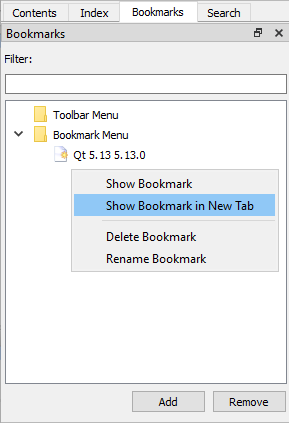 Contents Index Bookmarks Search
Bookmarks
Filter:
Toolbar Menu
Bookmark Menu
Qt 5.13 5.13.0
Show Bookmark
Show Bookmark in New Tab
Delete Bookmark
Rename Bookmark
Add Remove